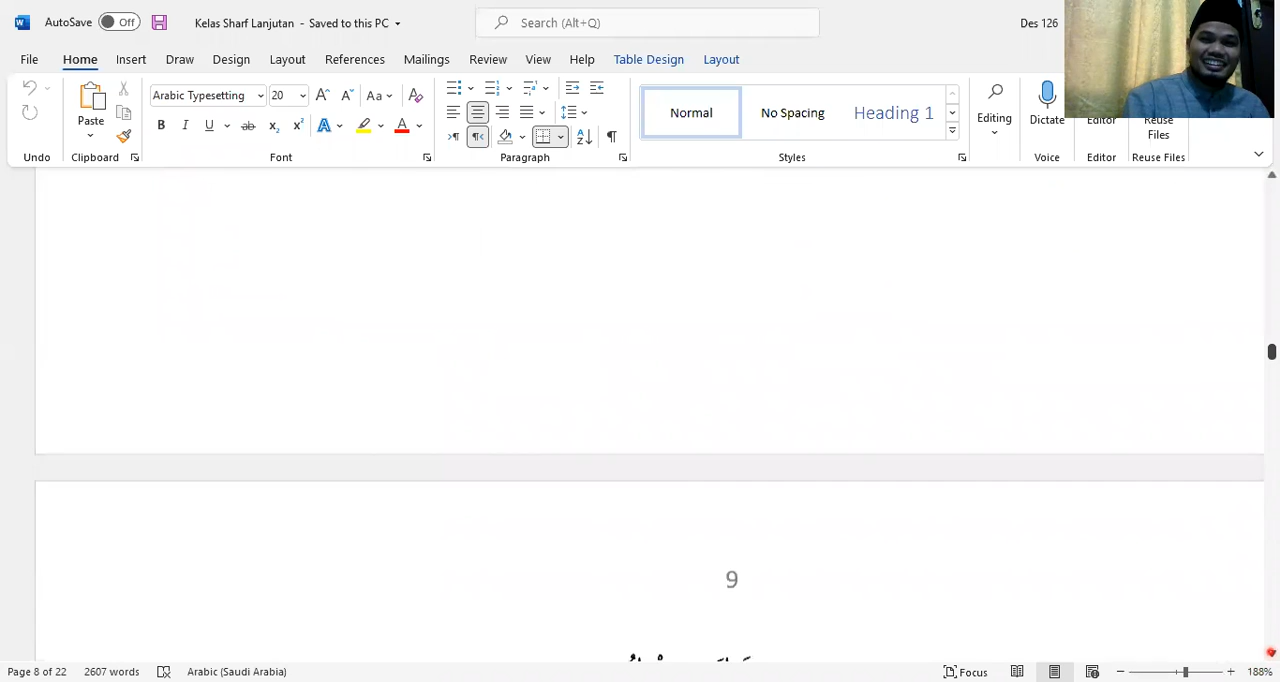 AutoSave Off Kelas Sharf Lanjutan - Saved to this PC Search (Alt+Q) Des 126
File Home Insert Draw Design Layout References Mailings Review View Help Table Design Layout
Paste
Arabic Typesetting 20
Normal
No Spacing
Heading 1
Editing
Dictate
Editor
Reuse
Files
Undo Clipboard Font Paragraph Styles Voice Editor Reuse Files
9
Page 8 of 22 2607 words Arabic (Saudi Arabia) Focus 188%